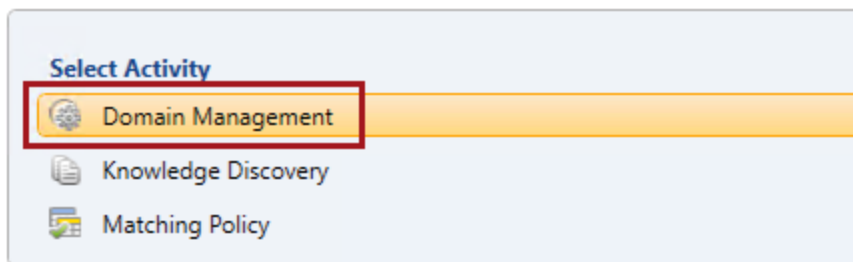 Select Activity
Domain Management
Knowledge Discovery
Matching Policy